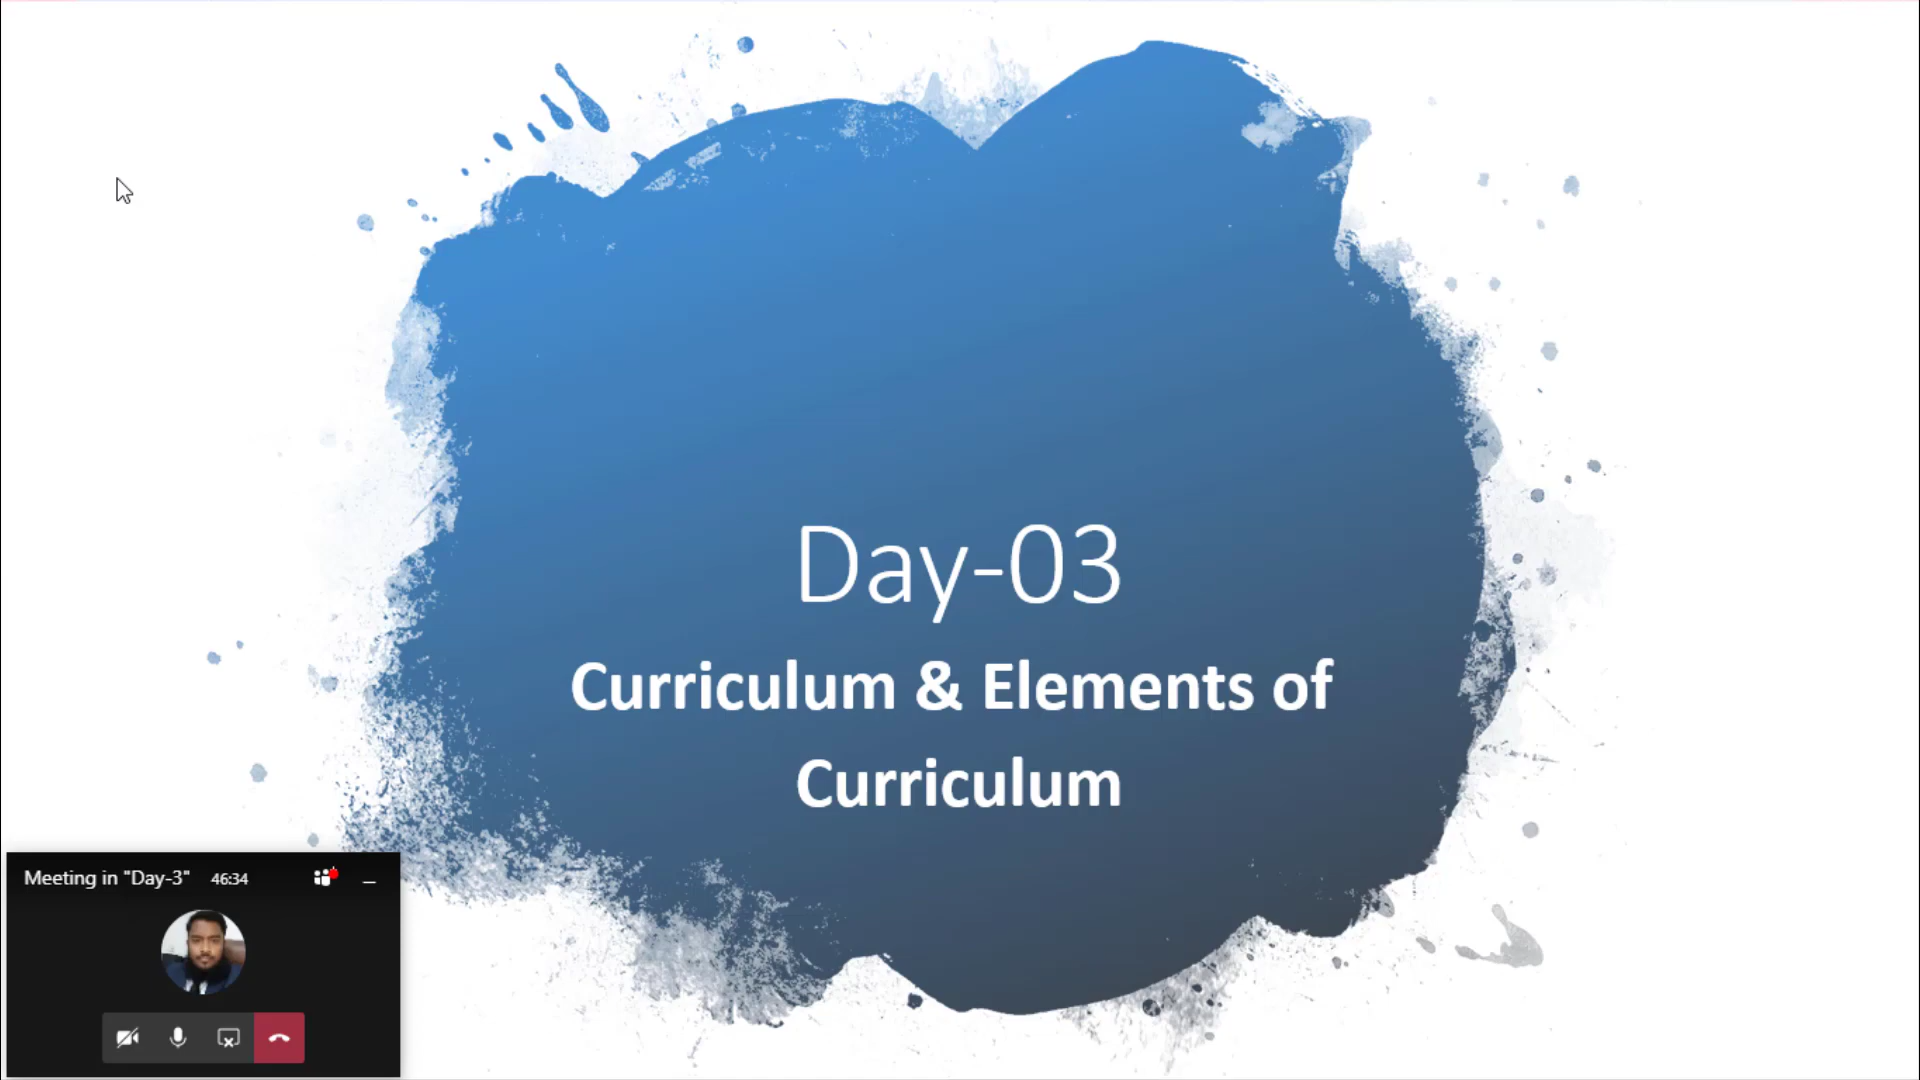 Day-03
Curriculum & Elements of
Curriculum
Meeting in "Day-3" 46:34